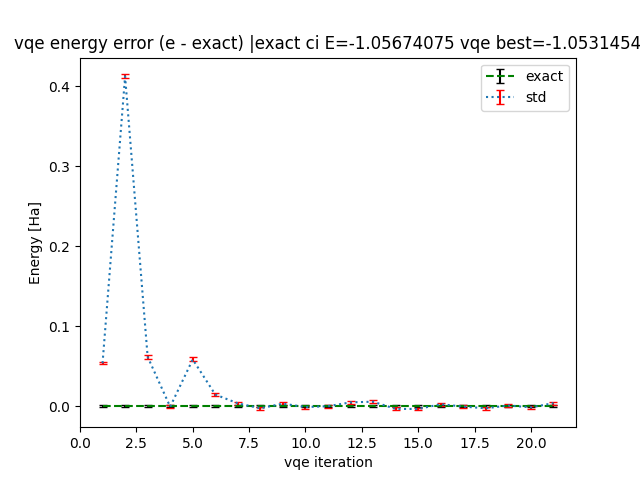 vqe energy error (e - exact) |exact ci E=-1.05674075 vqe best=-1.0531454
exact
std
0.4
0.3
0.2
0.1
0.0
Energy [Ha]
0.0 2.5 5.0 7.5 10.0 12.5 15.0 17.5 20.0
vqe iteration